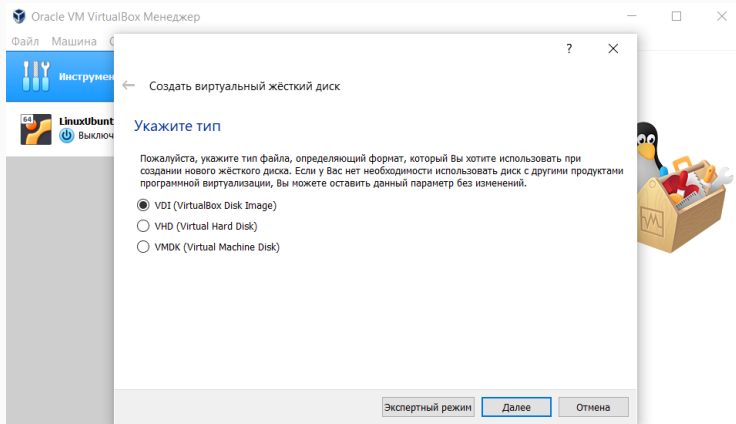 Oracle VM VirtualBox Менеджер
Файл Машина С
?
Инструмен
Создать виртуальный жёсткий диск
64
LinuxUbunt
Выключ
Укажите тип
Пожалуйста, укажите тип файла, определяющий формат, который Вы хотите использовать при
создании нового жёсткого диска. Если у Вас нет необходимости использовать диск с другими продуктами
программной виртуализации, Вы можете оставить данный параметр без изменений.
VDI (VirtualBox Disk Image)
VHD (Virtual Hard Disk)
VMDK (Virtual Machine Disk)
Экспертный режим Далее Отмена